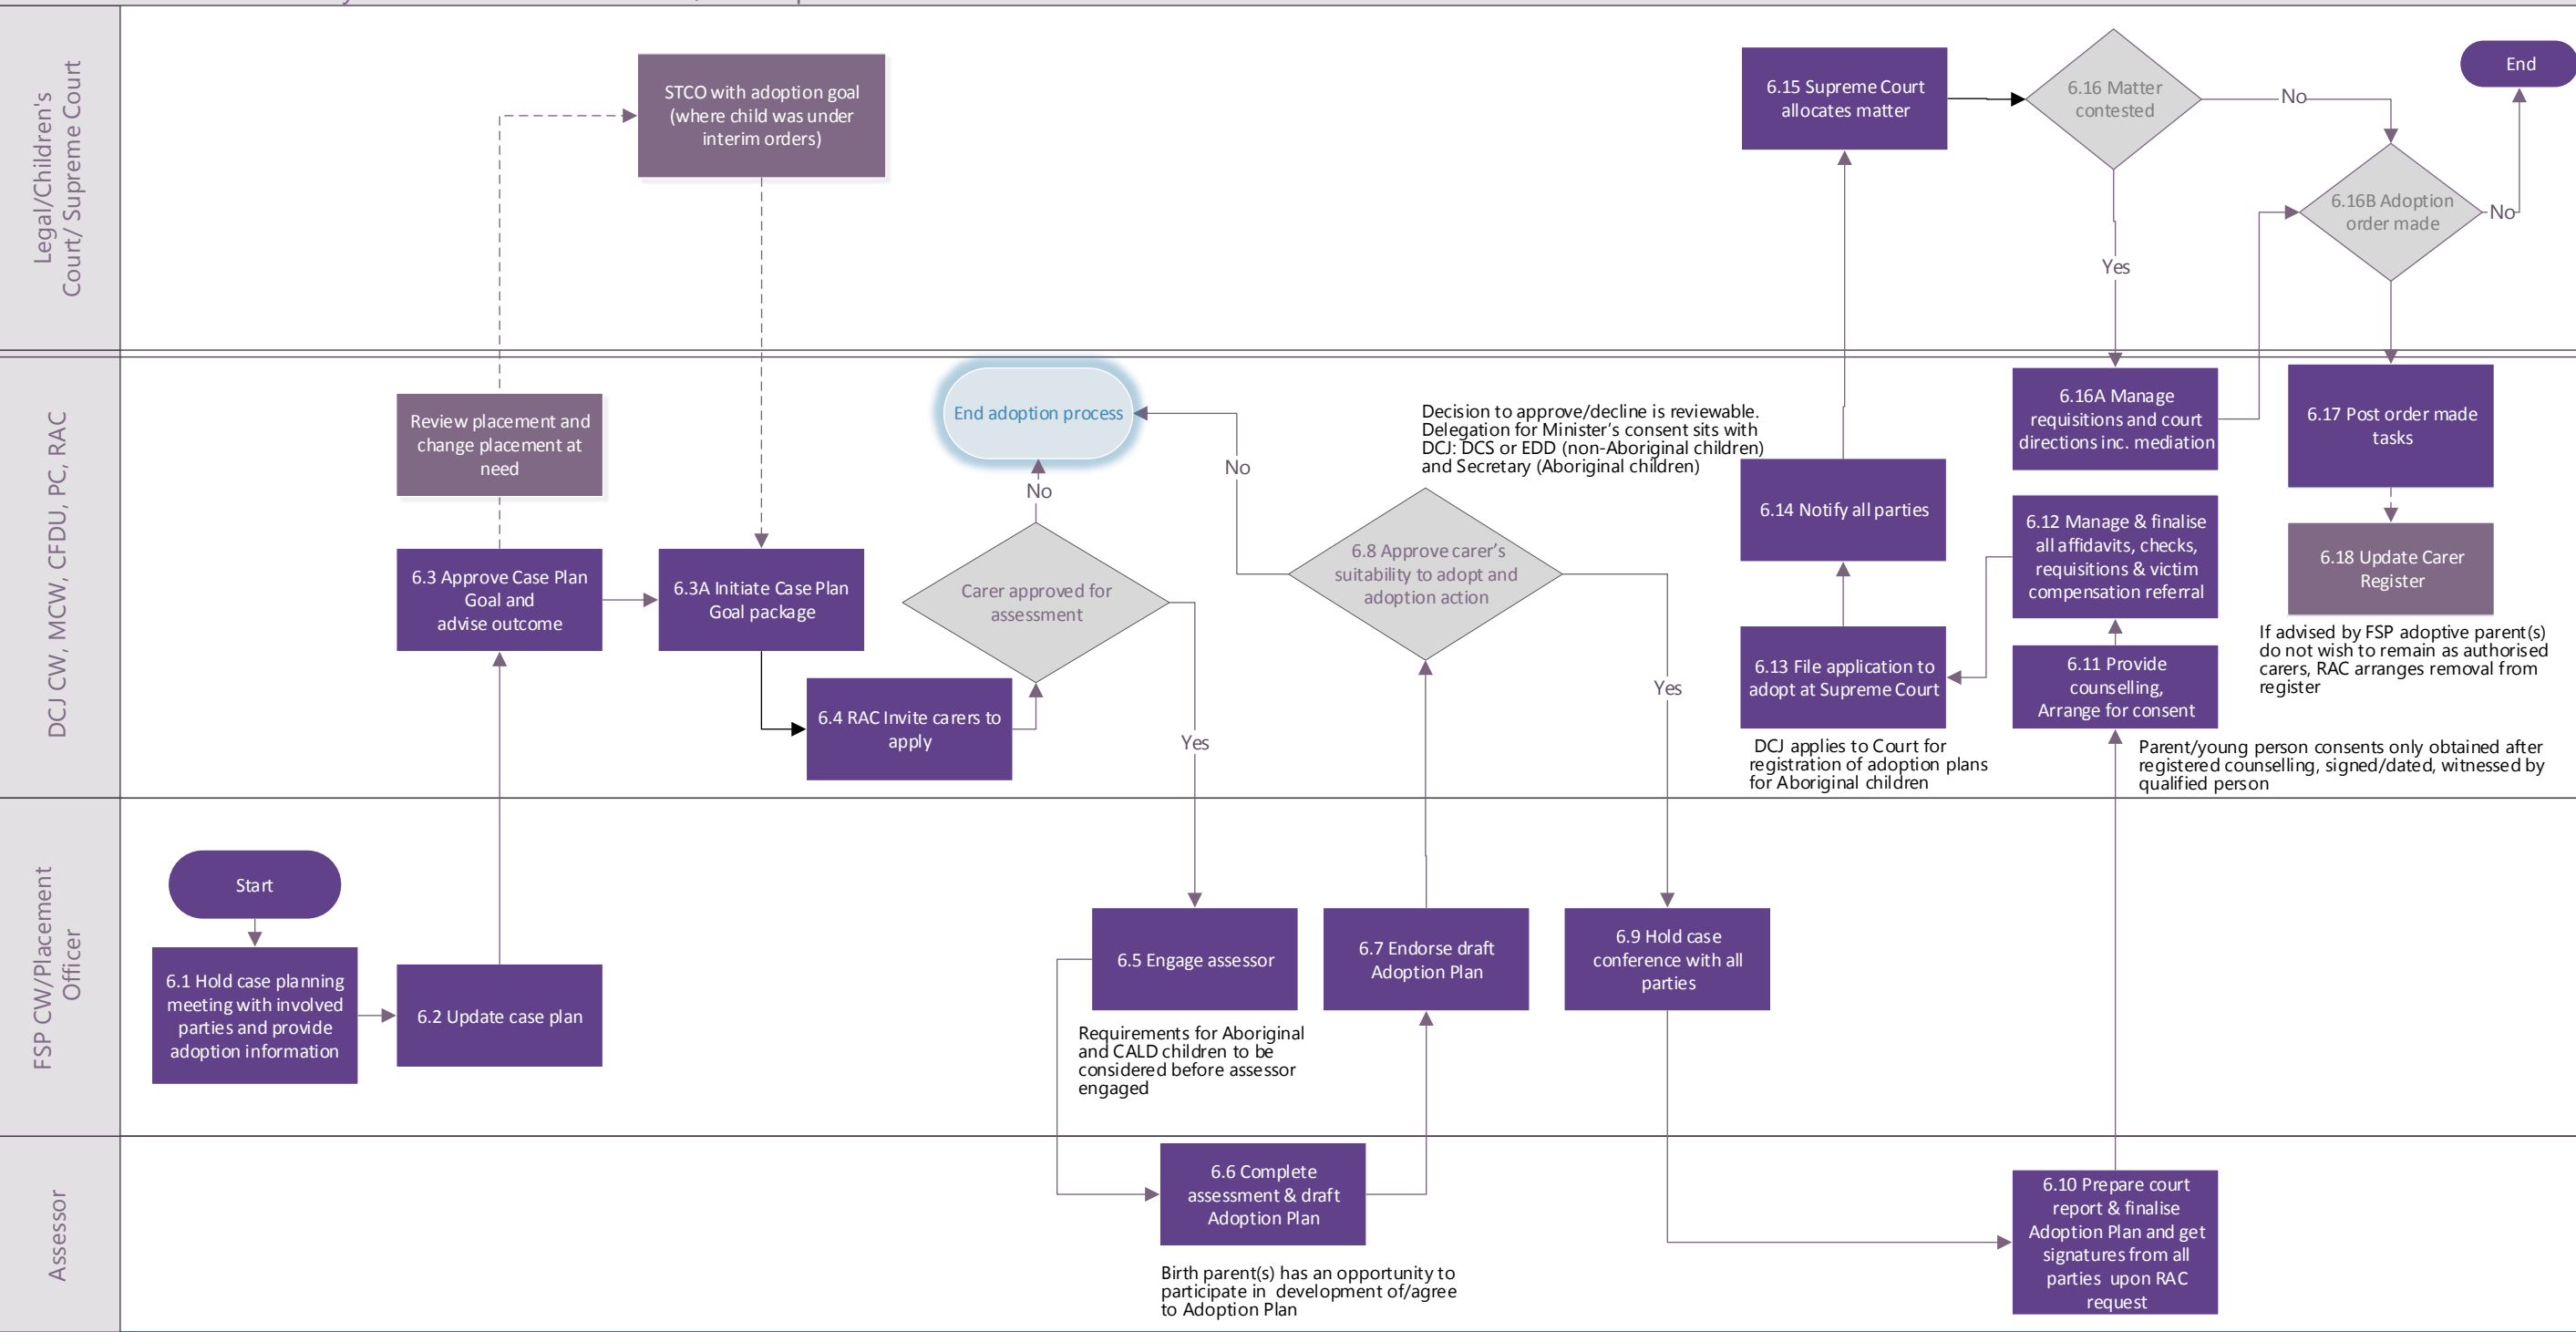 Legal/Children's
Court/ Supreme Court
STCO with adoption goal
(where child was under
interim orders)
6.15 Supreme Court
allocates matter
6.16 Matter
contested
No
Yes
6.16B Adoption
order made
No
End
DCJ CW, MCW, CFDU, PC, RAC
Review placement and
change placement at
need
6.3 Approve Case Plan
Goal and
advise outcome
6.3A Initiate Case Plan
Goal package
6.4 RAC Invite carers to
apply
End adoption process
No
Carer approved for
assessment
Yes
No
6.8 Approve carer’s
suitability to adopt and
adoption action
Yes
Decision to approve/decline is reviewable.
Delegation for Minister’s consent sits with
DCJ: DCS or EDD (non-Aboriginal children)
and Secretary (Aboriginal children)
6.14 Notify all parties
6.13 File application to
adopt at Supreme Court
DCJ applies to Court for
registration of adoption plans
for Aboriginal children
6.16A Manage
requisitions and court
directions inc. mediation
6.12 Manage & finalise
all affidavits, checks,
requisitions & victim
compensation referral
6.11 Provide
counselling,
Arrange for consent
Parent/young person consents only obtained after
registered counselling, signed/dated, witnessed by
qualified person
6.17 Post order made
tasks
6.18 Update Carer
Register
If advised by FSP adoptive parent(s)
do not wish to remain as authorised
carers, RAC arranges removal from
register
FSP CW/Placement
Officer
Start
6.1 Hold case planning
meeting with involved
parties and provide
adoption information
6.2 Update case plan
6.5 Engage assessor
Requirements for Aboriginal
and CALD children to be
considered before assessor
engaged
6.7 Endorse draft
Adoption Plan
6.9 Hold case
conference with all
parties
Assessor
6.6 Complete
assessment & draft
Adoption Plan
Birth parent(s) has an opportunity to
participate in development of/agree
to Adoption Plan
6.10 Prepare court
report & finalise
Adoption Plan and get
signatures from all
parties upon RAC
request